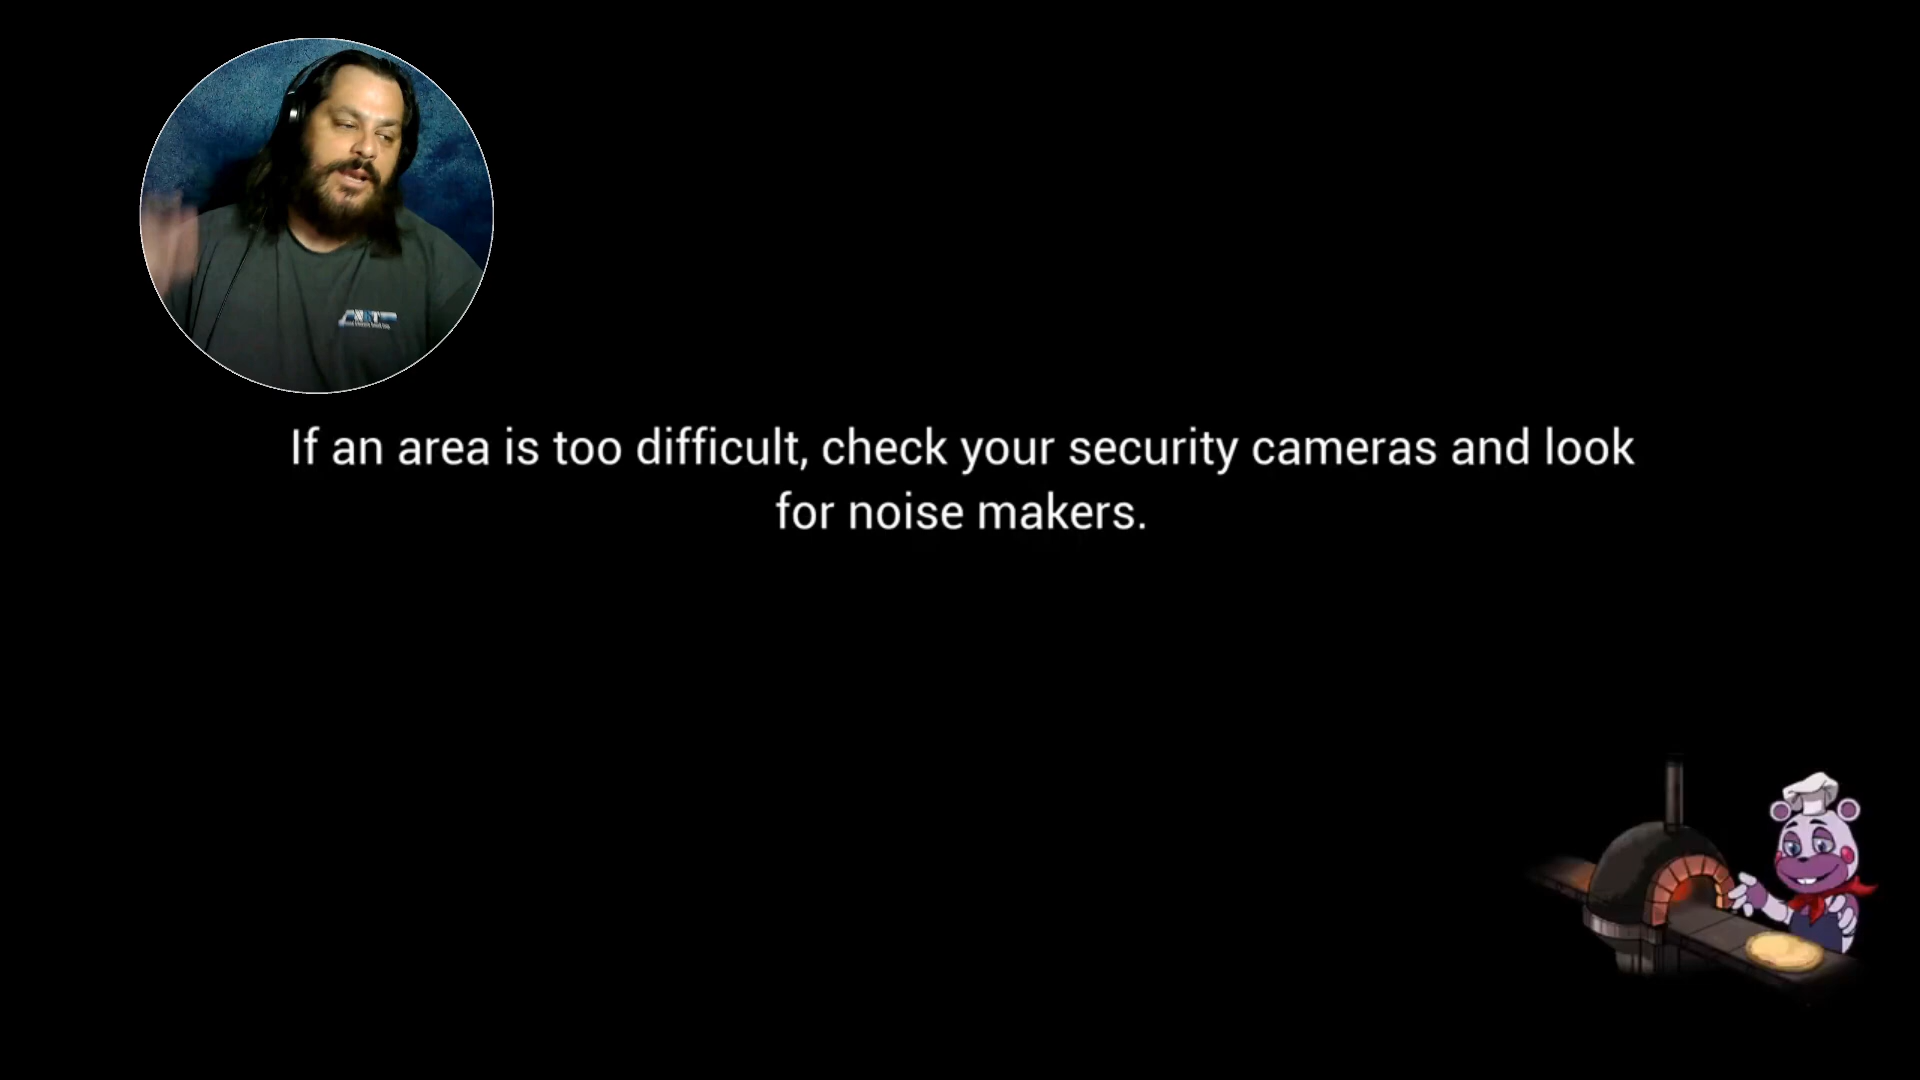 If an area is too difficult, check your security cameras and look
for noise makers.